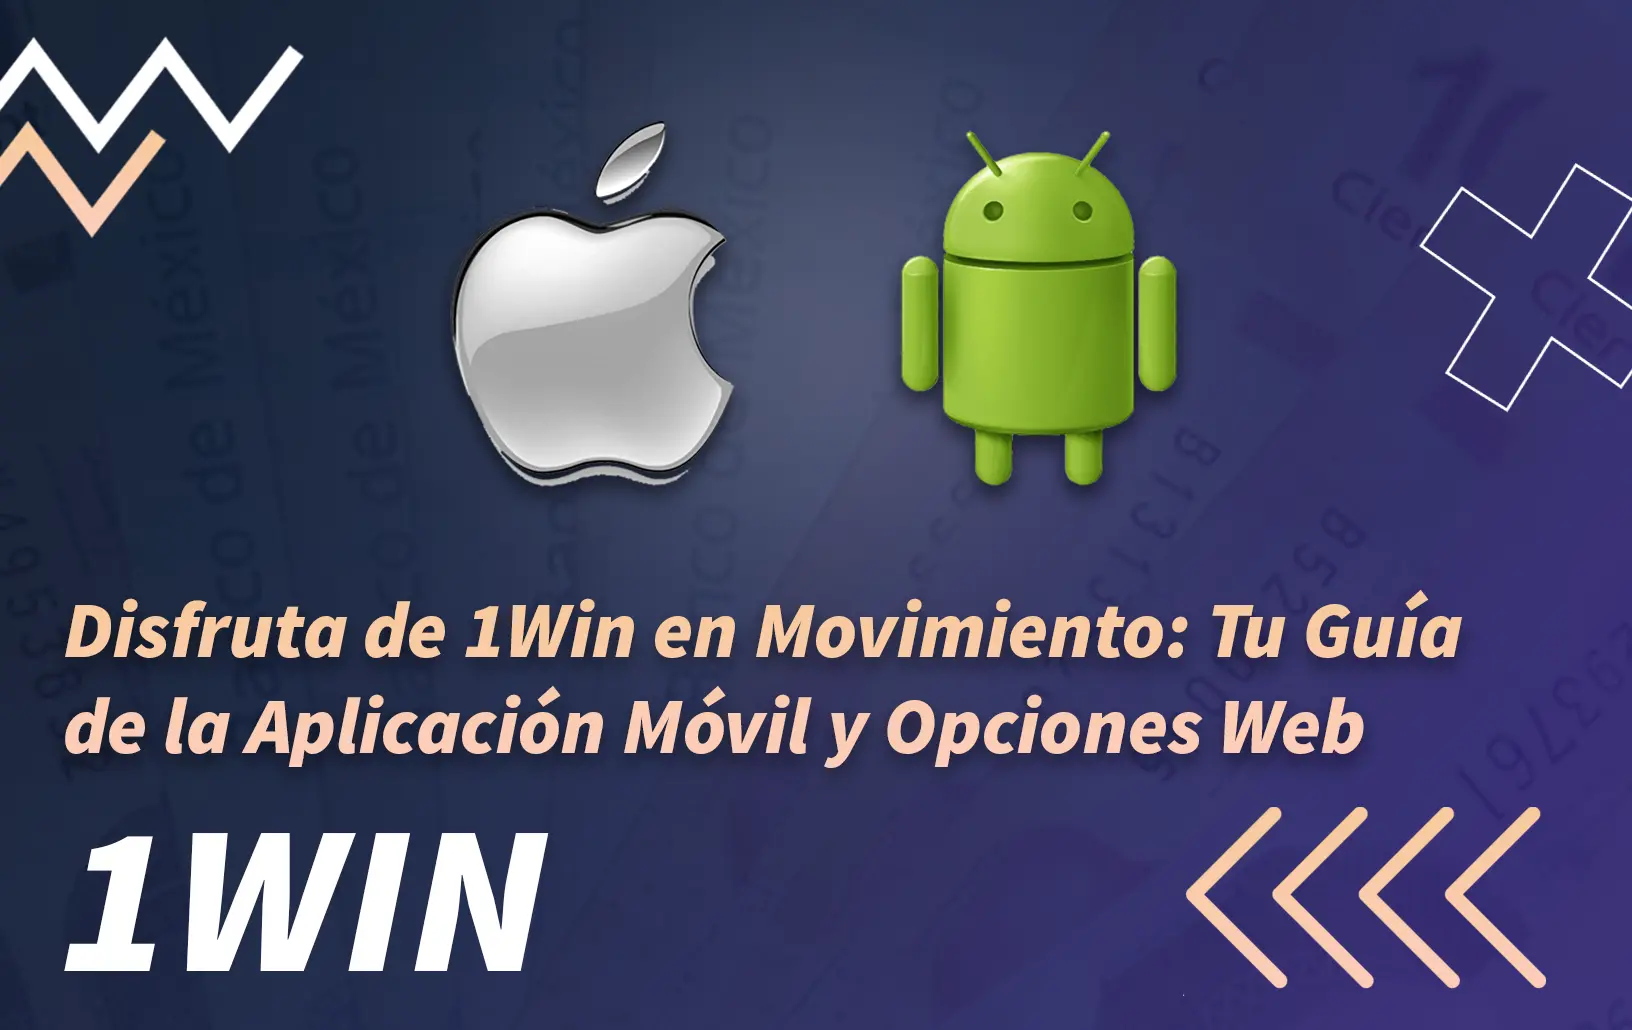 Disfruta de 1Win en Movimiento: Tu Guía
de la Aplicación Móvil y Opciones Web
1WIN